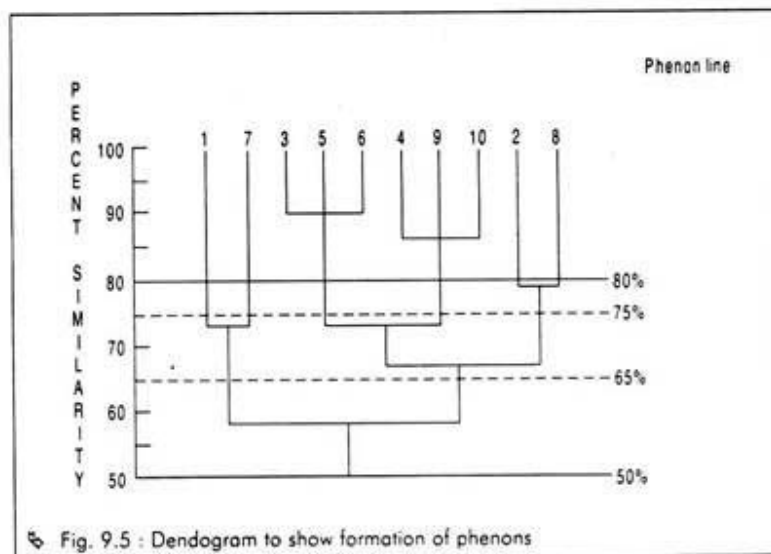 Phenon line
PERCENT SIMILARITY
1 7 3 5 6 4 9 10 2 8
100
90
80
80%
75%
70
65%
60
50
50%
Fig. 9.5 : Dendogram to show formation of phenons